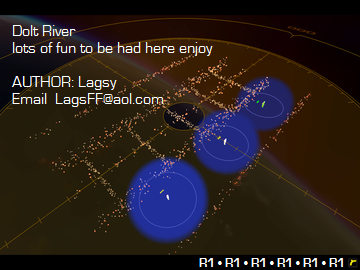 Dolt River
lots of fun to be had here enjoy
AUTHOR: Lagsy
Email LagsFF@aol.com
R1 • R1 • R1 • R1 • R1 • R1 r